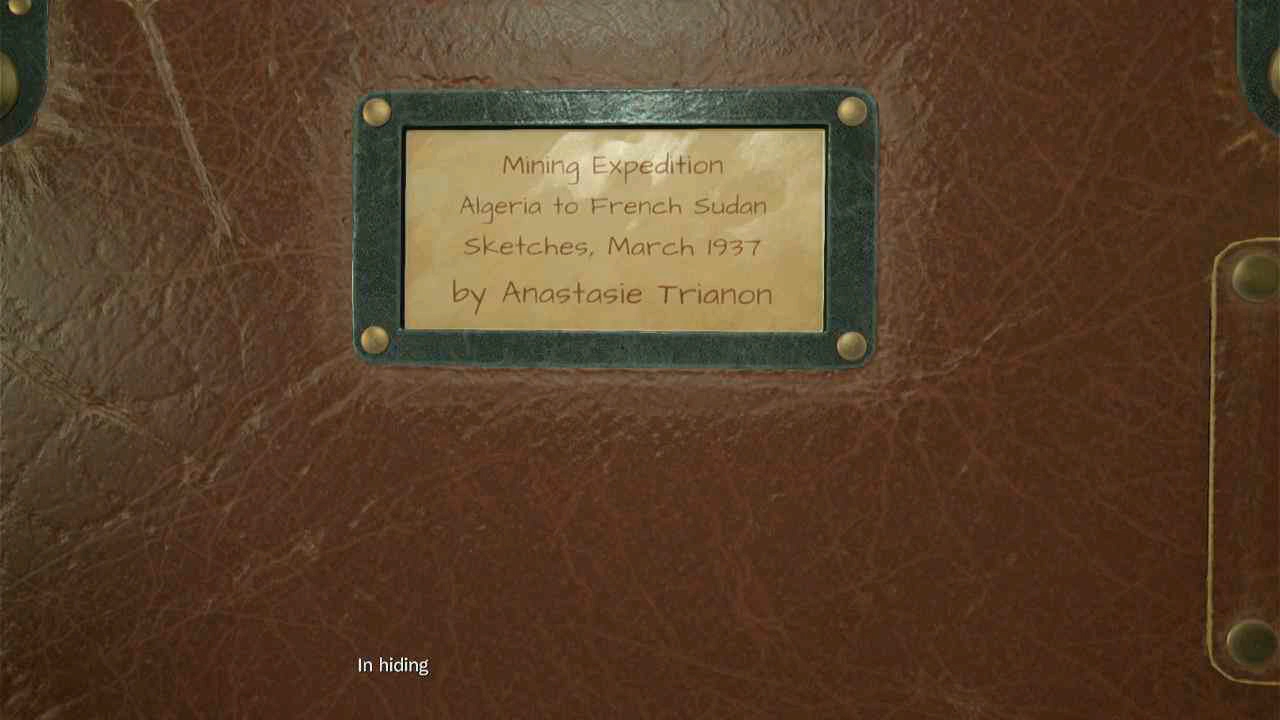 Mining Expedition
Algeria to French Sudan
Sketches, March 1937
by Anastasie Trianon
In hiding